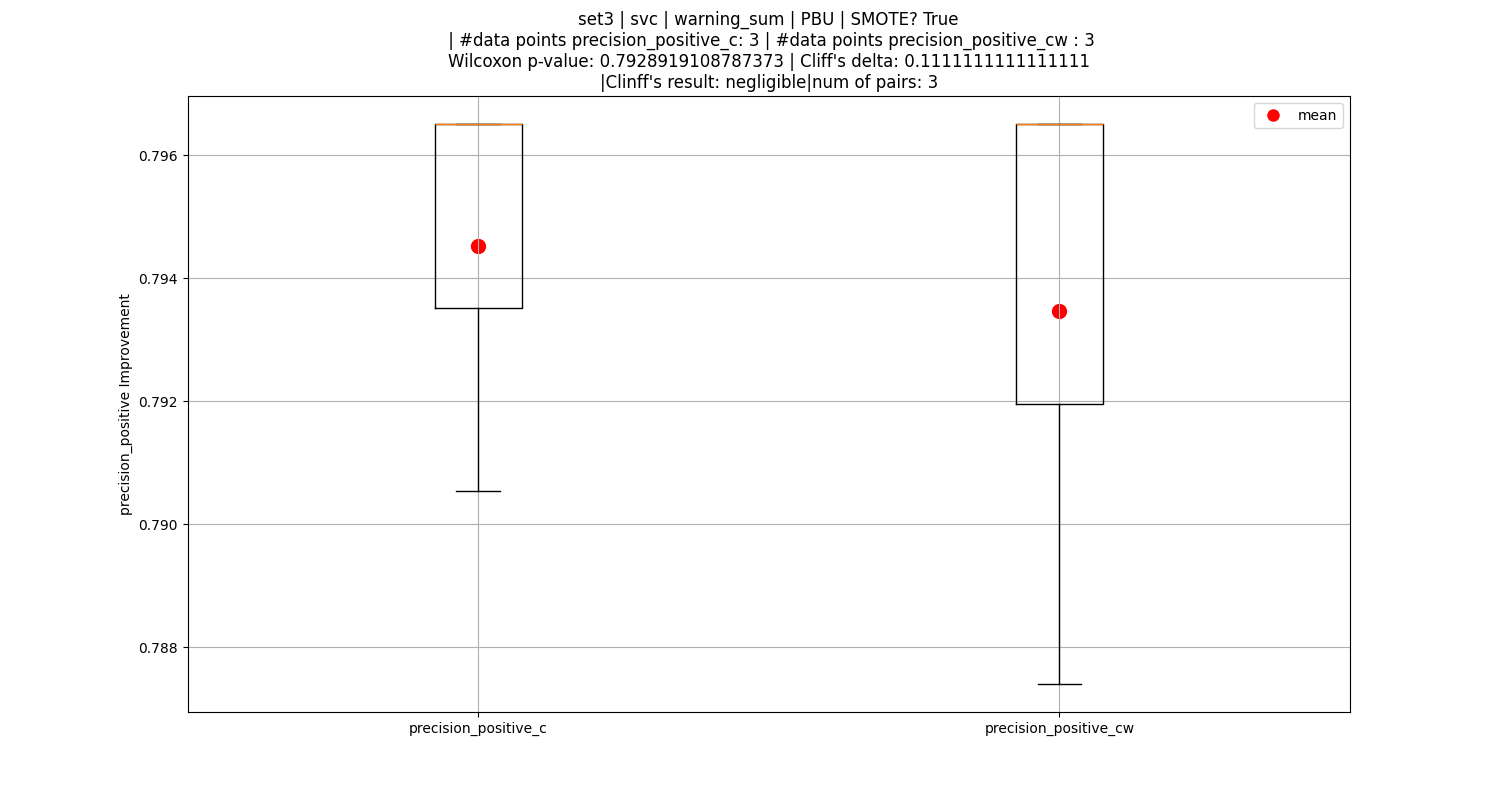 set3 | svc | warning_sum | PBU | SMOTE? True
| #data points precision_positive_c: 3 | #data points precision_positive_cw : 3
Wilcoxon p-value: 0.7928919108787373 | Cliff's delta: 0.1111111111111111
|Clinff's result: negligible|num of pairs: 3
mean
precision_positive Improvement
0.796
0.794
0.792
0.790
0.788
precision_positive_c
precision_positive_cw